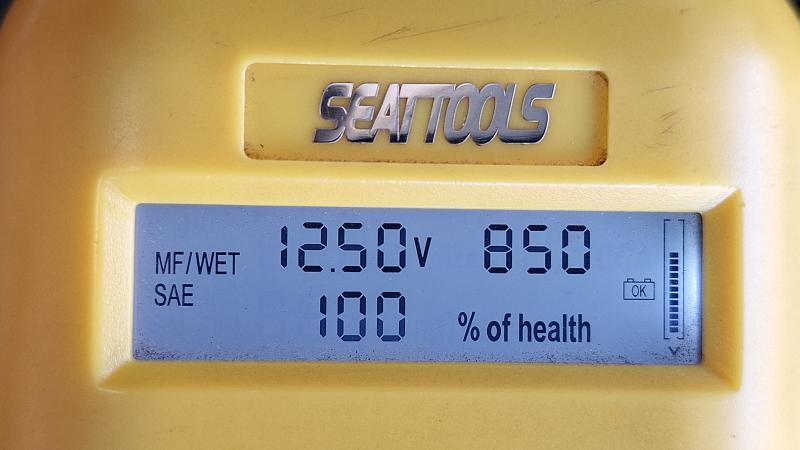 SEATTOOLS
MF/WET 12.50V 850
SAE 100 % of health
OK
V